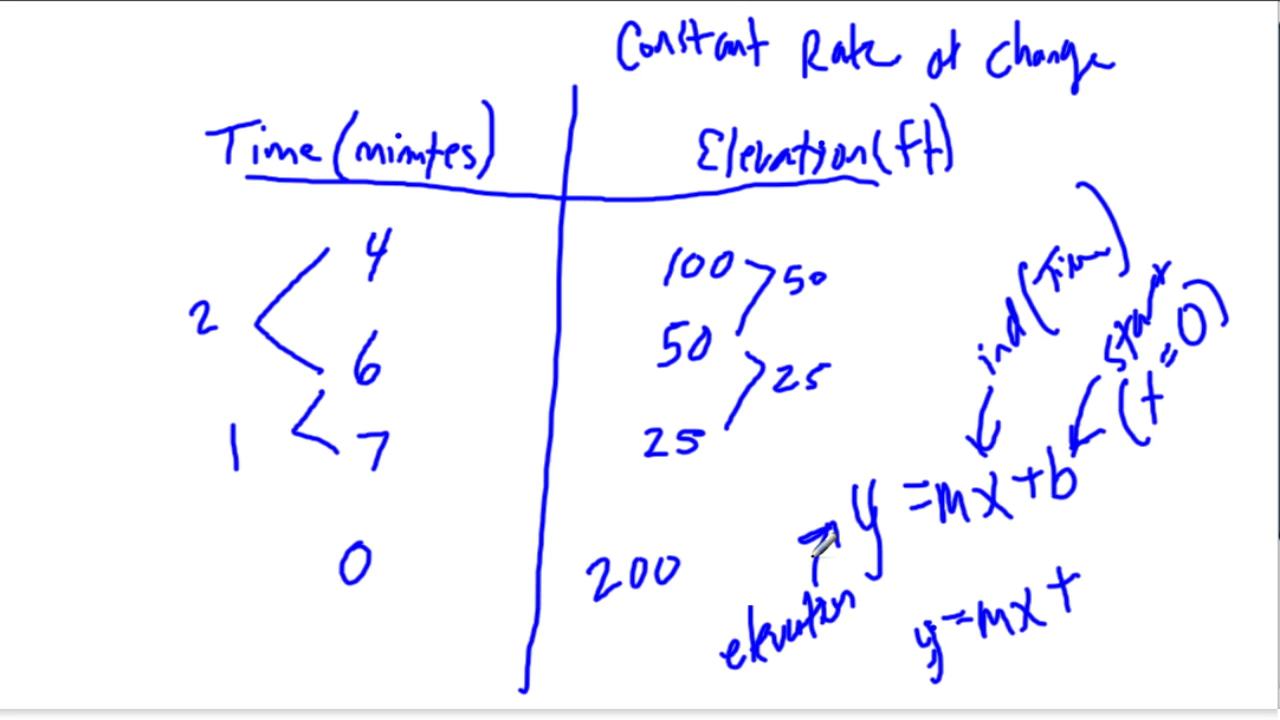 Constant Rate of Change
Time (minutes) Elevation (ft)
4 100
50
2
6 50
25
1 7 25
0 200
ind (Time)
start
(t=0)
y = mx + b
elevation
y = mx +